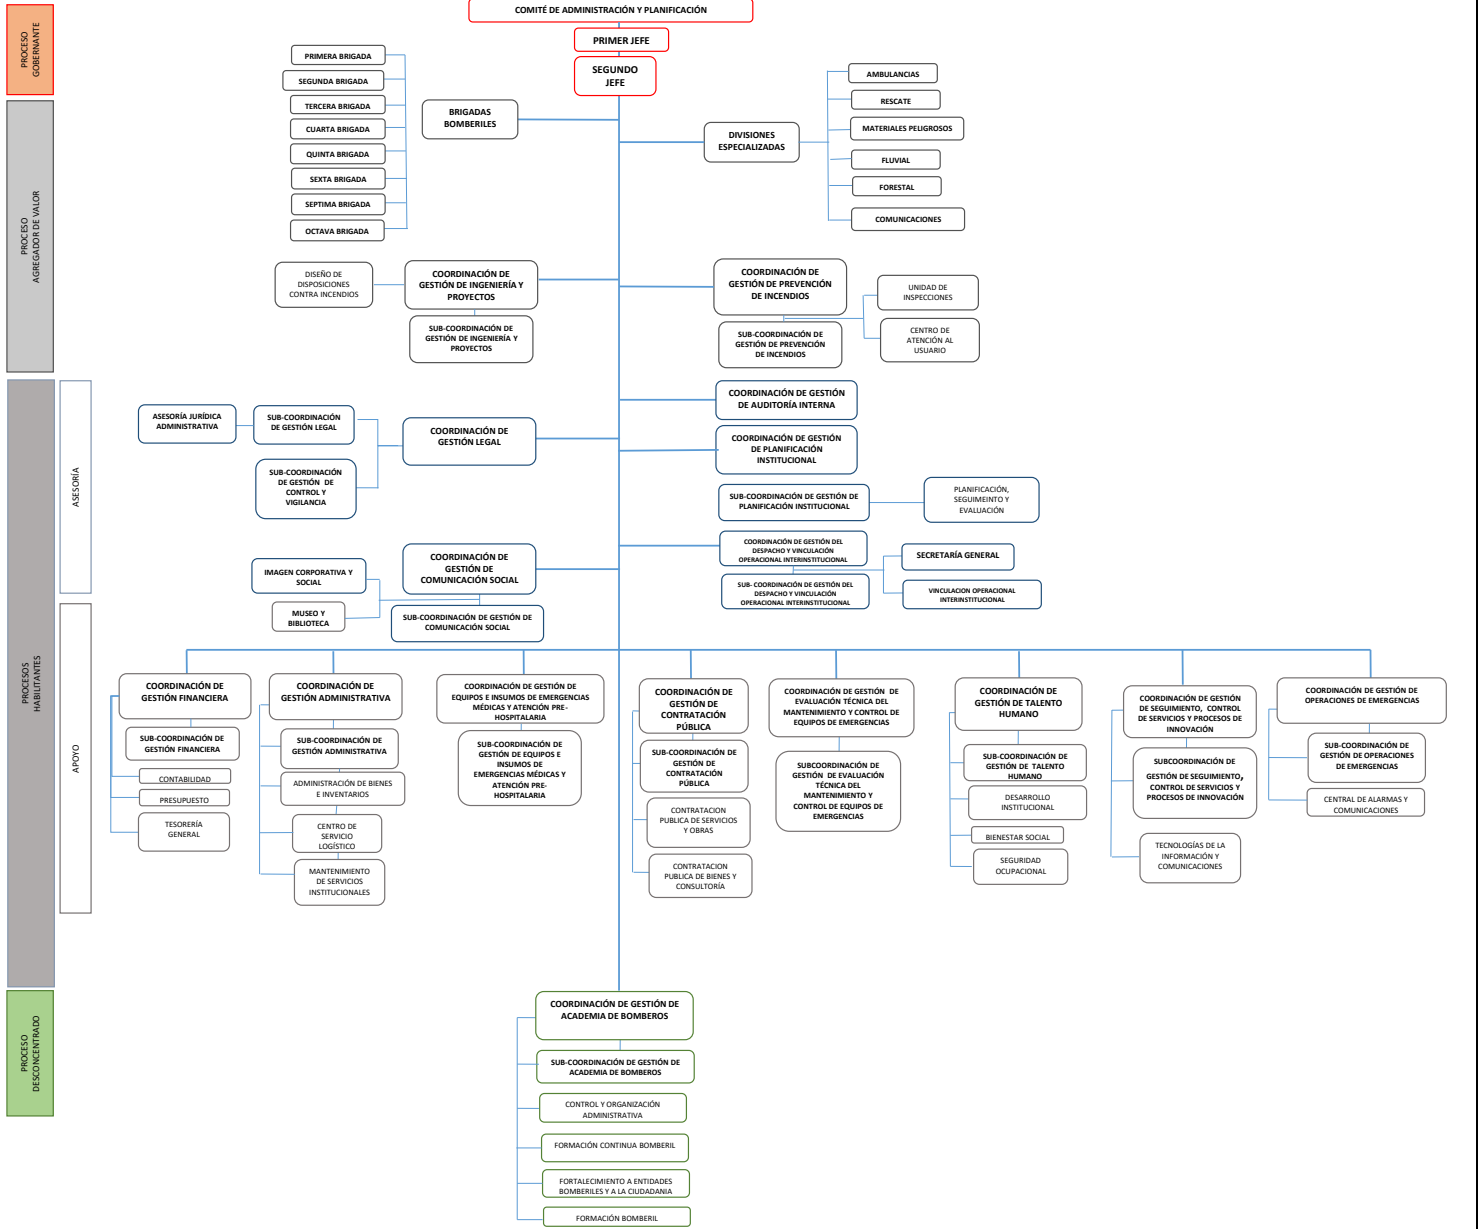 PROCESO
GOBERNANTE
COMITÉ DE ADMINISTRACIÓN Y PLANIFICACIÓN
PRIMER JEFE
SEGUNDO
JEFE
PROCESO
AGREGADOR DE VALOR
BRIGADAS
BOMBERILES
PRIMERA BRIGADA
SEGUNDA BRIGADA
TERCERA BRIGADA
CUARTA BRIGADA
QUINTA BRIGADA
SEXTA BRIGADA
SEPTIMA BRIGADA
OCTAVA BRIGADA
DIVISIONES
ESPECIALIZADAS
AMBULANCIAS
RESCATE
MATERIALES PELIGROSOS
FLUVIAL
FORESTAL
COMUNICACIONES
DISEÑO DE
DISPOSICIONES
CONTRA INCENDIOS
COORDINACIÓN DE
GESTIÓN DE INGENIERÍA Y
PROYECTOS
SUB-COORDINACIÓN DE
GESTIÓN DE INGENIERÍA Y
PROYECTOS
COORDINACIÓN DE
GESTIÓN DE PREVENCIÓN
DE INCENDIOS
SUB-COORDINACIÓN DE
GESTIÓN DE PREVENCIÓN
DE INCENDIOS
UNIDAD DE
INSPECCIONES
CENTRO DE
ATENCIÓN AL
USUARIO
PROCESOS
HABILITANTES
ASESORÍA
ASESORÍA JURÍDICA
ADMINISTRATIVA
SUB-COORDINACIÓN
DE GESTIÓN LEGAL
SUB-COORDINACIÓN
DE GESTIÓN DE
CONTROL Y
VIGILANCIA
COORDINACIÓN DE
GESTIÓN LEGAL
COORDINACIÓN DE GESTIÓN
DE AUDITORÍA INTERNA
COORDINACIÓN DE GESTIÓN
DE PLANIFICACIÓN
INSTITUCIONAL
SUB-COORDINACIÓN DE GESTIÓN DE
PLANIFICACIÓN INSTITUCIONAL
PLANIFICACIÓN,
SEGUIMEINTO Y
EVALUACIÓN
IMAGEN CORPORATIVA Y
SOCIAL
MUSEO Y
BIBLIOTECA
COORDINACIÓN DE
GESTIÓN DE
COMUNICACIÓN SOCIAL
SUB-COORDINACIÓN DE GESTIÓN DE
COMUNICACIÓN SOCIAL
COORDINACIÓN DE GESTIÓN DEL
DESPACHO Y VINCULACIÓN
OPERACIONAL INTERINSTITUCIONAL
SUB- COORDINACIÓN DE GESTIÓN DEL
DESPACHO Y VINCULACIÓN
OPERACIONAL INTERINSTITUCIONAL
SECRETARÍA GENERAL
VINCULACION OPERACIONAL
INTERINSTITUCIONAL
APOYO
COORDINACIÓN DE
GESTIÓN FINANCIERA
SUB-COORDINACIÓN DE
GESTIÓN FINANCIERA
CONTABILIDAD
PRESUPUESTO
TESORERÍA
GENERAL
COORDINACIÓN DE
GESTIÓN ADMINISTRATIVA
SUB-COORDINACIÓN DE
GESTIÓN ADMINISTRATIVA
ADMINISTRACIÓN DE BIENES
E INVENTARIOS
CENTRO DE
SERVICIO
LOGÍSTICO
MANTENIMIENTO
DE SERVICIOS
INSTITUCIONALES
COORDINACIÓN DE GESTIÓN DE
EQUIPOS E INSUMOS DE EMERGENCIAS
MÉDICAS Y ATENCIÓN PRE-
HOSPITALARIA
SUB-COORDINACIÓN DE
GESTIÓN DE EQUIPOS E
INSUMOS DE
EMERGENCIAS MÉDICAS Y
ATENCIÓN PRE-
HOSPITALARIA
COORDINACIÓN DE
GESTIÓN DE
CONTRATACIÓN
PÚBLICA
SUB-COORDINACIÓN DE
GESTIÓN DE
CONTRATACIÓN
PÚBLICA
CONTRATACION
PUBLICA DE SERVICIOS
Y OBRAS
CONTRATACION
PUBLICA DE BIENES Y
CONSULTORÍA
COORDINACIÓN DE GESTIÓN DE
EVALUACIÓN TÉCNICA DEL
MANTENIMIENTO Y CONTROL DE
EQUIPOS DE EMERGENCIAS
SUBCOORDINACIÓN DE
GESTIÓN DE EVALUACIÓN
TÉCNICA DEL
MANTENIMIENTO Y
CONTROL DE EQUIPOS DE
EMERGENCIAS
COORDINACIÓN DE
GESTIÓN DE TALENTO
HUMANO
SUB-COORDINACIÓN DE
GESTIÓN DE TALENTO
HUMANO
DESARROLLO
INSTITUCIONAL
BIENESTAR SOCIAL
SEGURIDAD
OCUPACIONAL
COORDINACIÓN DE GESTIÓN
DE SEGUIMIENTO, CONTROL
DE SERVICIOS Y PROCESOS DE
INNOVACIÓN
SUBCOORDINACIÓN DE
GESTIÓN DE SEGUIMIENTO,
CONTROL DE SERVICIOS Y
PROCESOS DE INNOVACIÓN
TECNOLOGÍAS DE LA
INFORMACIÓN Y
COMUNICACIONES
COORDINACIÓN DE GESTIÓN DE
OPERACIONES DE EMERGENCIAS
SUB-COORDINACIÓN DE
GESTIÓN DE OPERACIONES
DE EMERGENCIAS
CENTRAL DE ALARMAS Y
COMUNICACIONES
PROCESO
DESCONCENTRADO
COORDINACIÓN DE GESTIÓN DE
ACADEMIA DE BOMBEROS
SUB-COORDINACIÓN DE GESTIÓN DE
ACADEMIA DE BOMBEROS
CONTROL Y ORGANIZACIÓN
ADMINISTRATIVA
FORMACIÓN CONTINUA BOMBERIL
FORTALECIMIENTO A ENTIDADES
BOMBERILES Y A LA CIUDADANIA
FORMACIÓN BOMBERIL